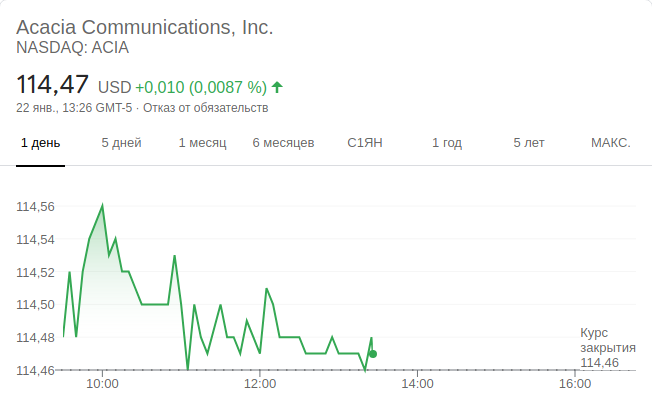 Acacia Communications, Inc.
NASDAQ: ACIA
114,47 USD +0,010 (0,0087 %)
22 янв., 13:26 GMT-5 · Отказ от обязательств
1 день 5 дней 1 месяц 6 месяцев С1ЯН 1 год 5 лет МАКС.
114,56
114,54
114,52
114,50
114,48
114,46
Курс
закрытия
114,46
10:00 12:00 14:00 16:00